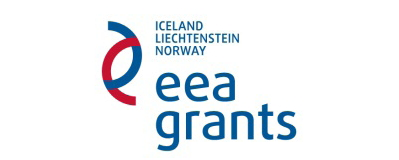 ICELAND
LIECHTENSTEIN
NORWAY
eea
grants